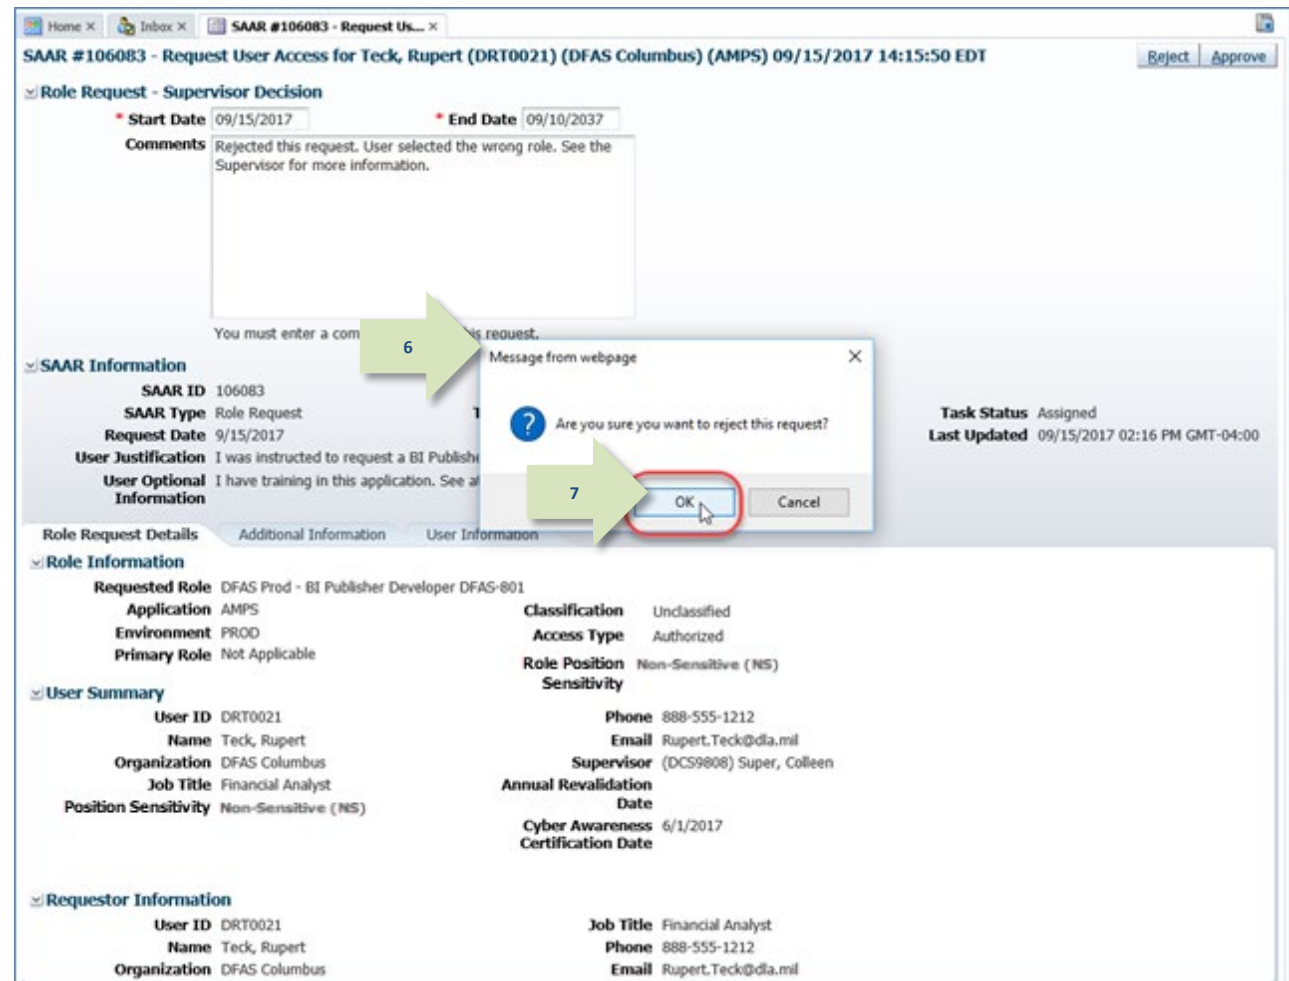 Home × Inbox × SAAR #106083 - Request Us... ×
SAAR #106083 - Request User Access for Teck, Rupert (DRT0021) (DFAS Columbus) (AMPS) 09/15/2017 14:15:50 EDT Reject Approve
Role Request - Supervisor Decision
* Start Date 09/15/2017 * End Date 09/10/2037
Comments Rejected this request. User selected the wrong role. See the
Supervisor for more information.
You must enter a com is request.
6
Message from webpage
SAAR Information
SAAR ID 106083
SAAR Type Role Request T Task Status Assigned
? Are you sure you want to reject this request?
Request Date 9/15/2017 Last Updated 09/15/2017 02:16 PM GMT-04:00
User Justification I was instructed to request a BI Publishe
User Optional I have training in this application. See a
Information
7 OK Cancel
Role Request Details Additional Information User Information
Role Information
Requested Role DFAS Prod - BI Publisher Developer DFAS-801
Application AMPS Classification Unclassified
Environment PROD Access Type Authorized
Primary Role Not Applicable Role Position Non-Sensitive (NS)
Sensitivity
User Summary
User ID DRT0021 Phone 888-555-1212
Name Teck, Rupert Email Rupert.Teck@dla.mil
Organization DFAS Columbus Supervisor (DCS9808) Super, Colleen
Job Title Financial Analyst Annual Revalidation
Date
Position Sensitivity Non-Sensitive (NS)
Cyber Awareness 6/1/2017
Certification Date
Requestor Information
User ID DRT0021 Job Title Financial Analyst
Name Teck, Rupert Phone 888-555-1212
Organization DFAS Columbus Email Rupert.Teck@dla.mil